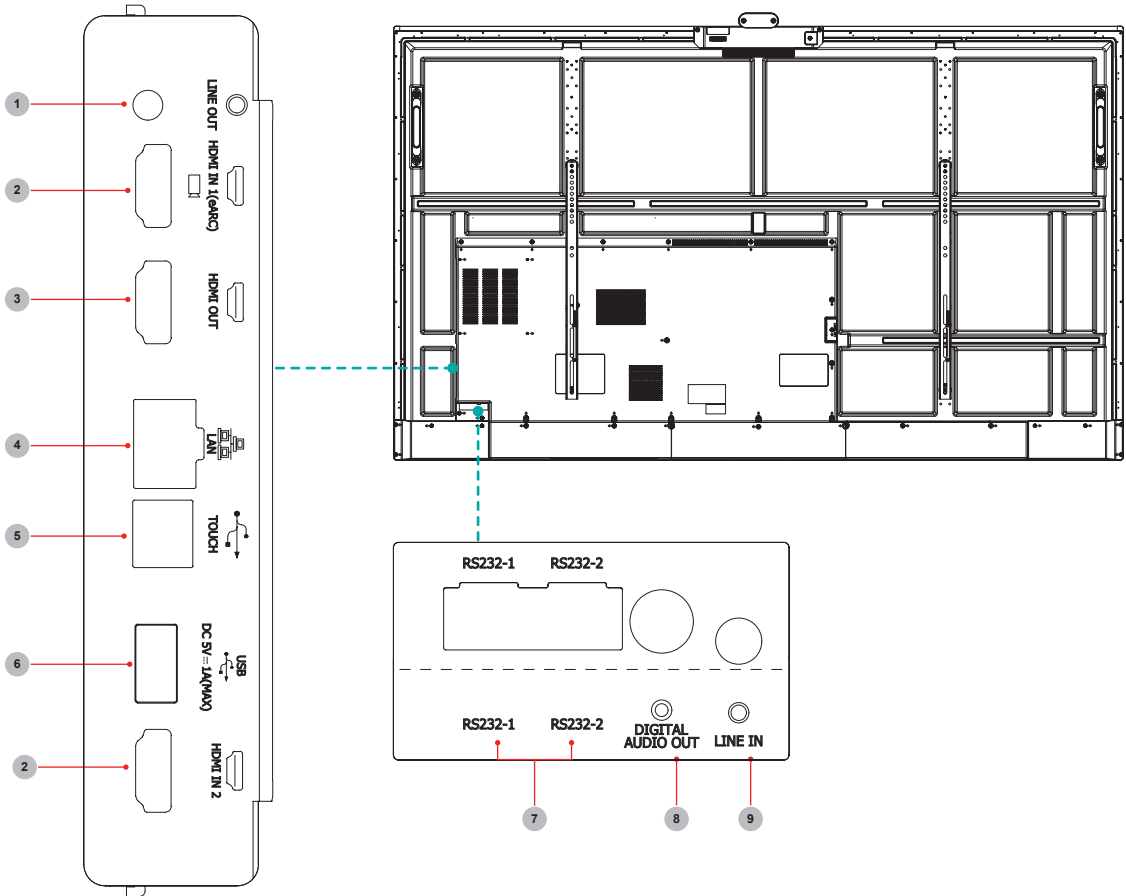 1
LINE OUT
2
HDMI IN 1(eARC)
3
HDMI OUT
4
LAN
5
TOUCH
6
USB
DC 5V⎓1A(MAX)
2
HDMI IN 2
RS232-1 RS232-2
RS232-1 RS232-2
DIGITAL
AUDIO OUT
LINE IN
7
8
9